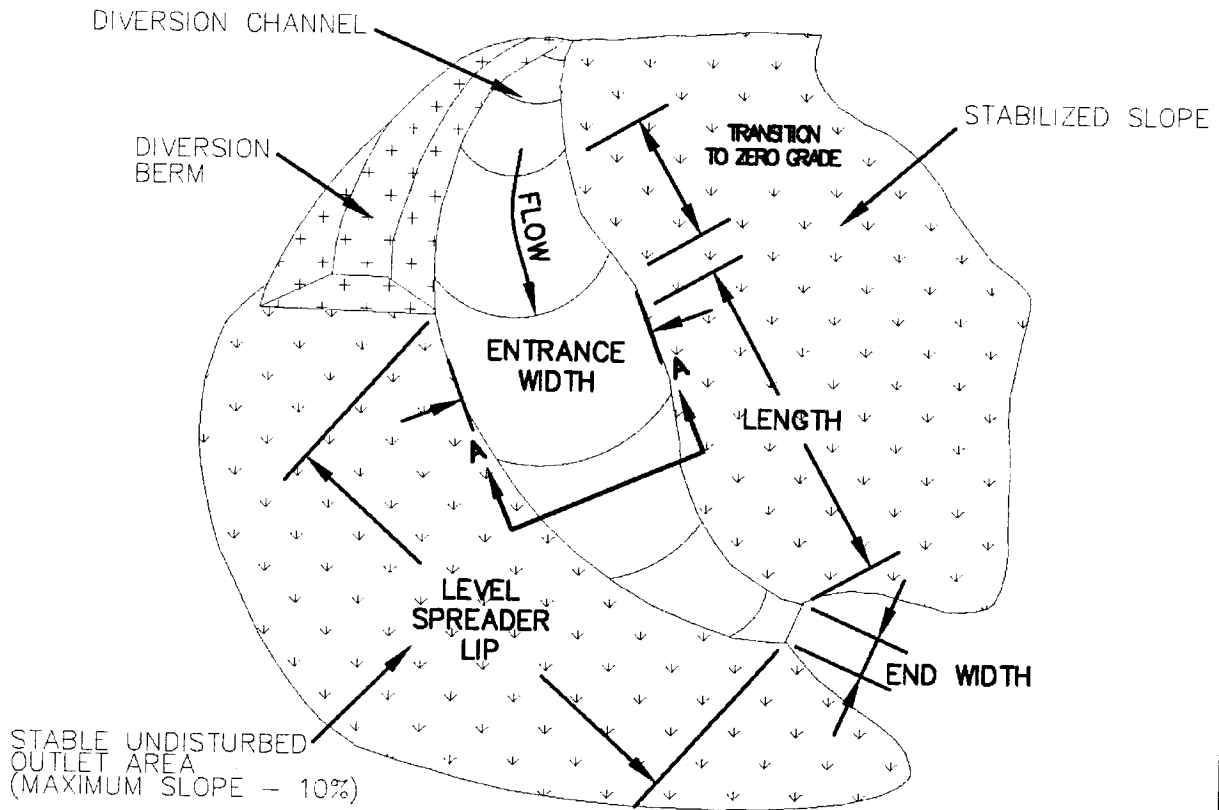 DIVERSION CHANNEL
DIVERSION
BERM
STABILIZED SLOPE
TRANSITION
TO ZERO GRADE
FLOW
ENTRANCE
WIDTH
A
LENGTH
A
LEVEL
SPREADER
LIP
END WIDTH
STABLE UNDISTURBED
OUTLET AREA
(MAXIMUM SLOPE – 10%)